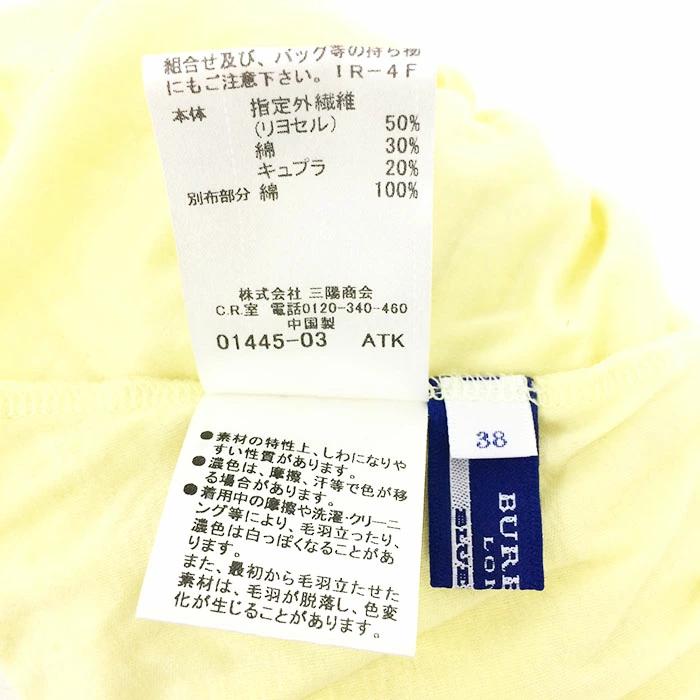 組合せ及び、バッグ等の持ち物
にもご注意下さい。IR-4F
本体 指定外繊維
(リヨセル) 50%
綿 30%
キュプラ 20%
別布部分 綿 100%
株式会社 三陽商会
C.R.室 電話0120-340-460
中国製
01445-03 ATK
●素材の特性上、しわになりや
すい性質があります。
●濃色は、摩擦、汗等で色が移
る場合があります。
●着用中の摩擦や洗濯・クリーニ
ング等により、毛羽立ったり、
濃色は白っぽくなることがあ
ります。
また、最初から毛羽立たせた
素材は、毛羽が脱落し、色変
化が生じることがあります。
38
BURB
LON
BLUE